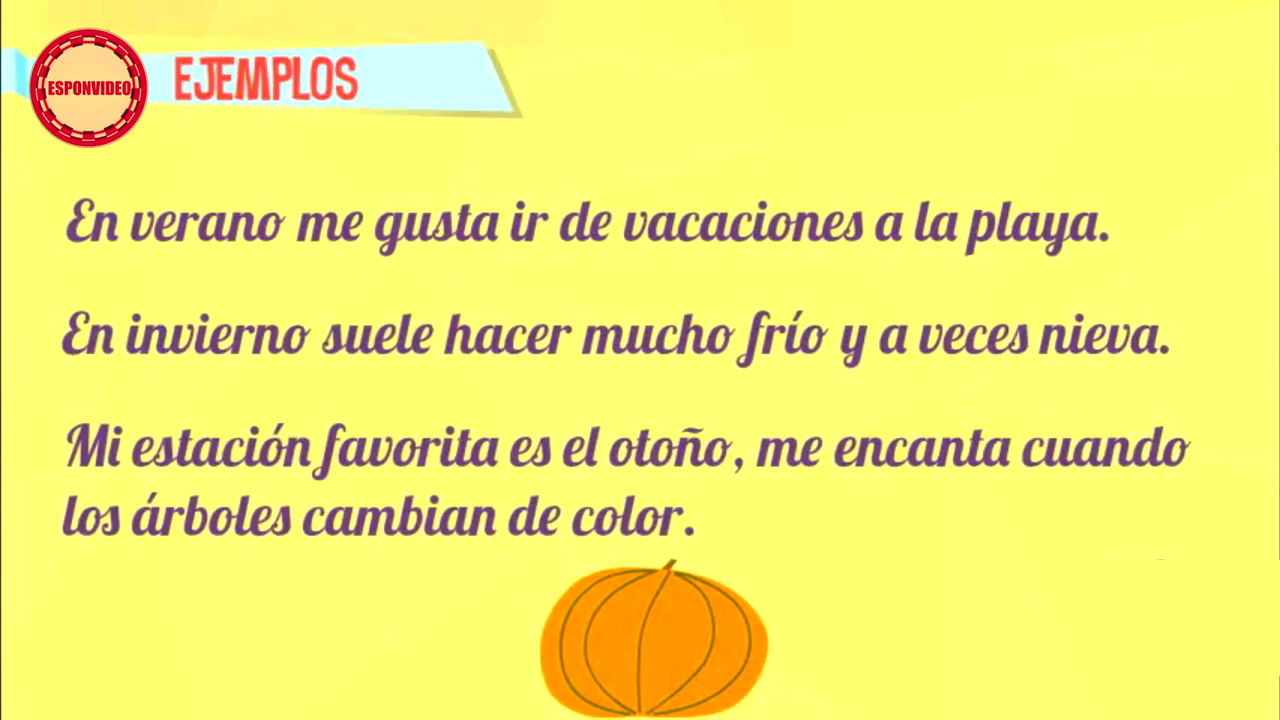 ESPONVIDEO
EJEMPLOS
En verano me gusta ir de vacaciones a la playa.
En invierno suele hacer mucho frío y a veces nieva.
Mi estación favorita es el otoño, me encanta cuando
los árboles cambian de color.